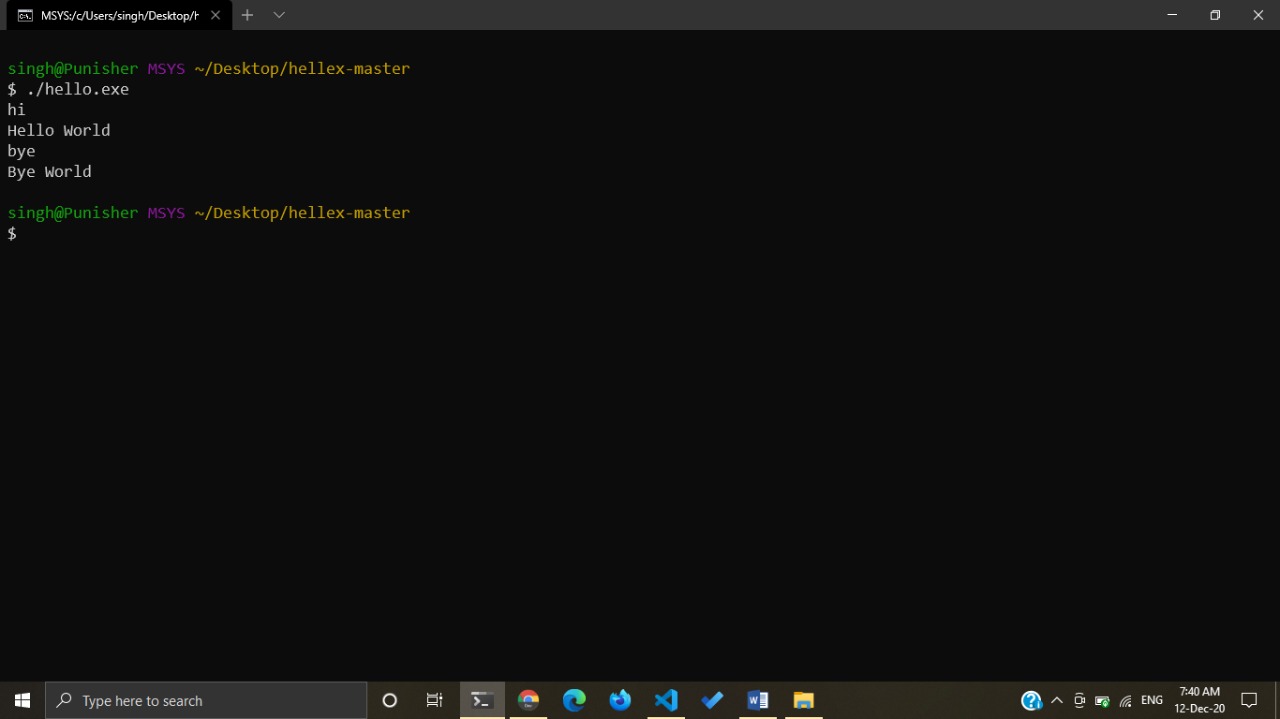 MSYS:/c/Users/singh/Desktop/h
singh@Punisher MSYS ~/Desktop/hellex-master
$ ./hello.exe
hi
Hello World
bye
Bye World
singh@Punisher MSYS ~/Desktop/hellex-master
$
Type here to search
ENG
7:40 AM
12-Dec-20